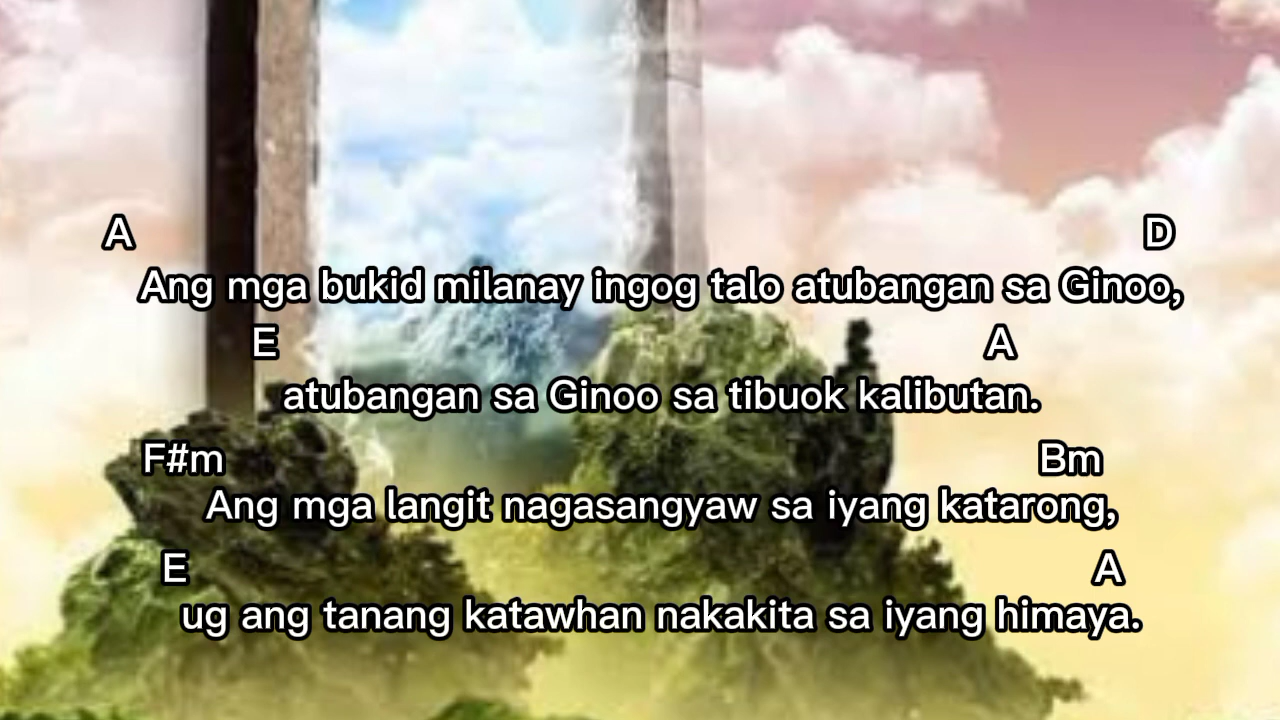 A D
Ang mga bukid milanay ingog talo atubangan sa Ginoo,
E A
atubangan sa Ginoo sa tibuok kalibutan.
F#m Bm
Ang mga langit nagasangyaw sa iyang katarong,
E A
ug ang tanang katawhan nakakita sa iyang himaya.